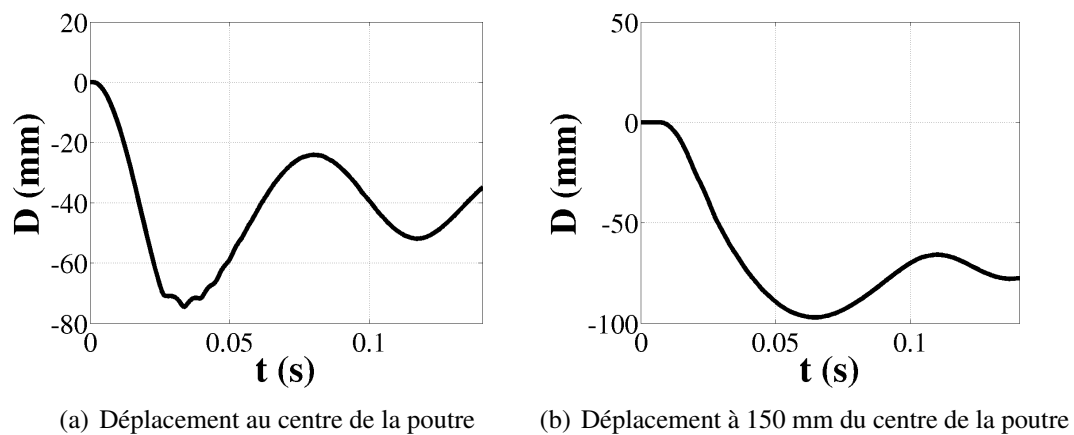 20
0
-20
-40
-60
-80
D (mm)
0
0.05
0.1
t (s)
(a) Déplacement au centre de la poutre
50
0
-50
-100
D (mm)
0
0.05
0.1
t (s)
(b) Déplacement à 150 mm du centre de la poutre